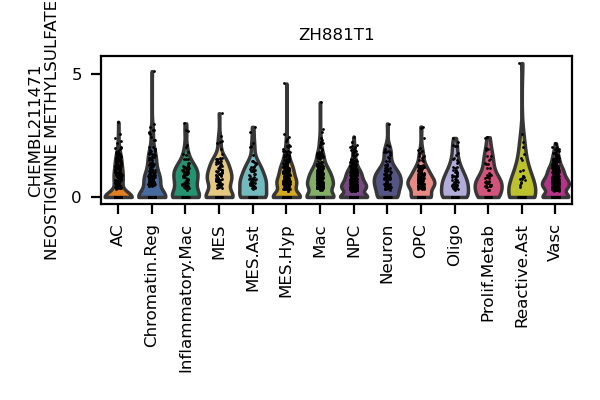 ZH881T1
CHEMBL211471
NEOSTIGMINE METHYLSULFATE
5
0
AC
Chromatin.Reg
Inflammatory.Mac
MES
MES.Ast
MES.Hyp
Mac
NPC
Neuron
OPC
Oligo
Prolif.Metab
Reactive.Ast
Vasc